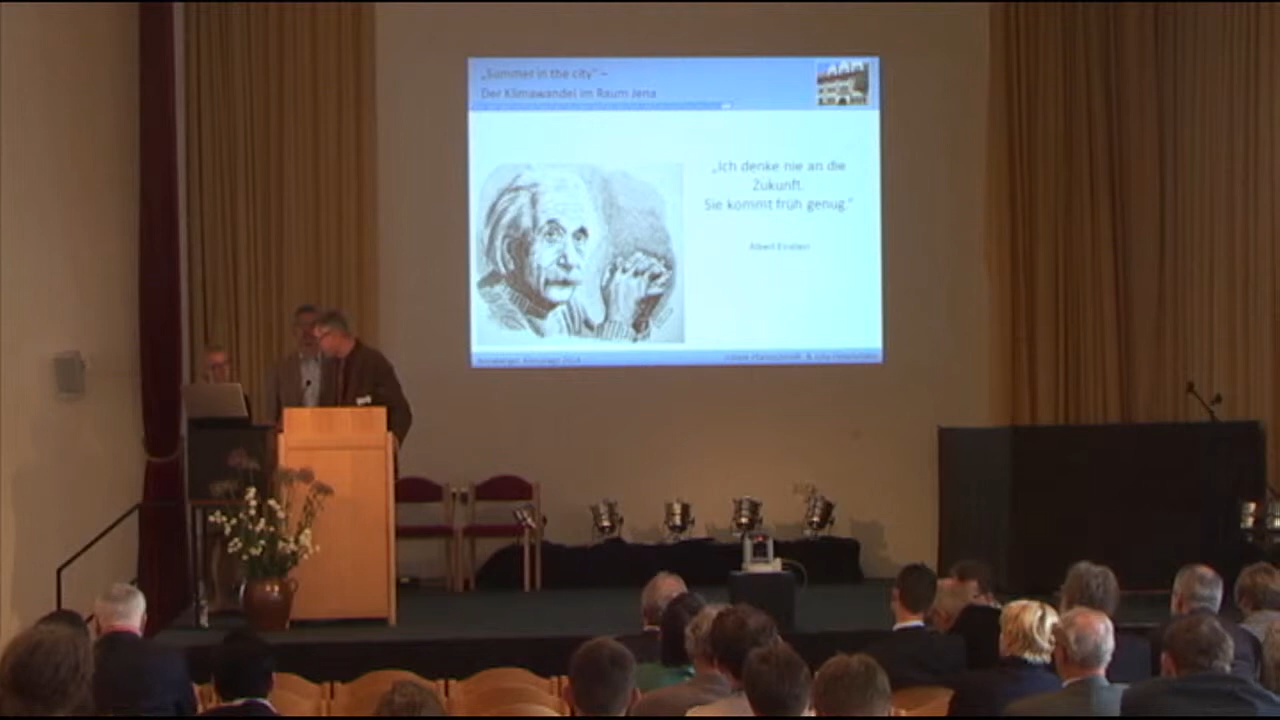 „Summer in the city“ –
Der Klimawandel im Raum Jena
„Ich denke nie an die
Zukunft.
Sie kommt früh genug.“
Albert Einstein